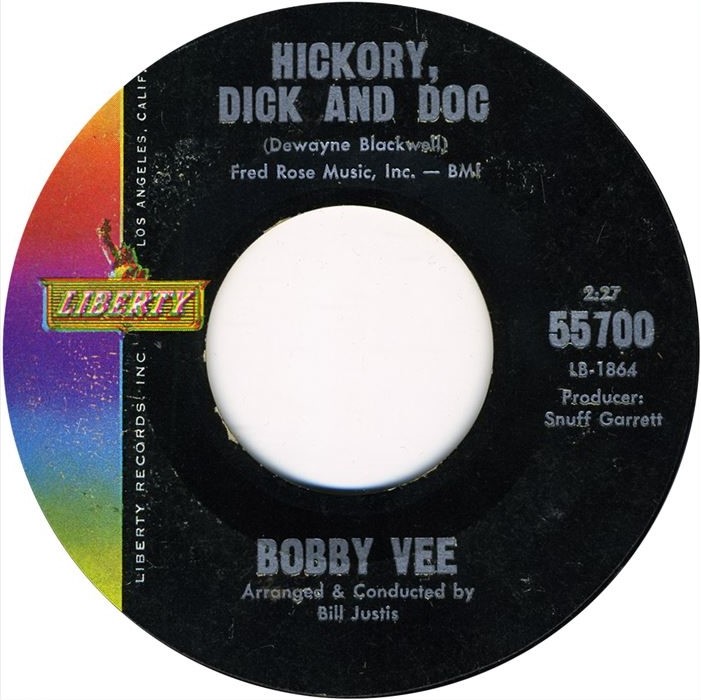 HICKORY,
DICK AND DOC
(Dewayne Blackwell)
Fred Rose Music, Inc. — BMI
LIBERTY
2:27
55700
LB-1864
Producer:
Snuff Garrett
BOBBY VEE
Arranged & Conducted by
Bill Justis
LIBERTY RECORDS, INC. LOS ANGELES, CALIF.